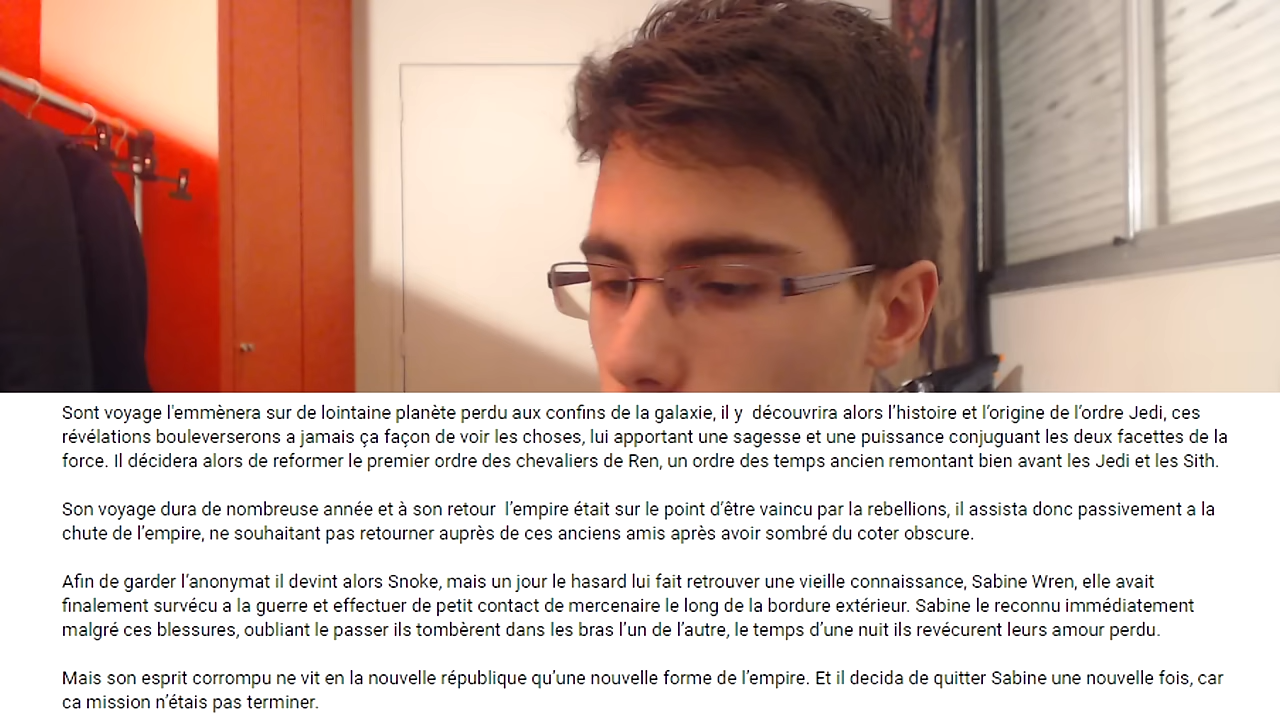 Sont voyage l’emmènera sur de lointaine planète perdu aux confins de la galaxie, il y  découvrira alors l’histoire et l’origine de l’ordre Jedi, ces
révélations bouleverserons a jamais ça façon de voir les choses, lui apportant une sagesse et une puissance conjuguant les deux facettes de la
force. Il décidera alors de reformer le premier ordre des chevaliers de Ren, un ordre des temps ancien remontant bien avant les Jedi et les Sith.
Son voyage dura de nombreuse année et à son retour  l’empire était sur le point d’être vaincu par la rebellions, il assista donc passivement a la
chute de l’empire, ne souhaitant pas retourner auprès de ces anciens amis après avoir sombré du coter obscure.
Afin de garder l’anonymat il devint alors Snoke, mais un jour le hasard lui fait retrouver une vieille connaissance, Sabine Wren, elle avait
finalement survécu a la guerre et effectuer de petit contact de mercenaire le long de la bordure extérieur. Sabine le reconnu immédiatement
malgré ces blessures, oubliant le passer ils tombèrent dans les bras l’un de l’autre, le temps d’une nuit ils revécurent leurs amour perdu.
Mais son esprit corrompu ne vit en la nouvelle république qu’une nouvelle forme de l’empire. Et il decida de quitter Sabine une nouvelle fois, car
ca mission n’étais pas terminer.